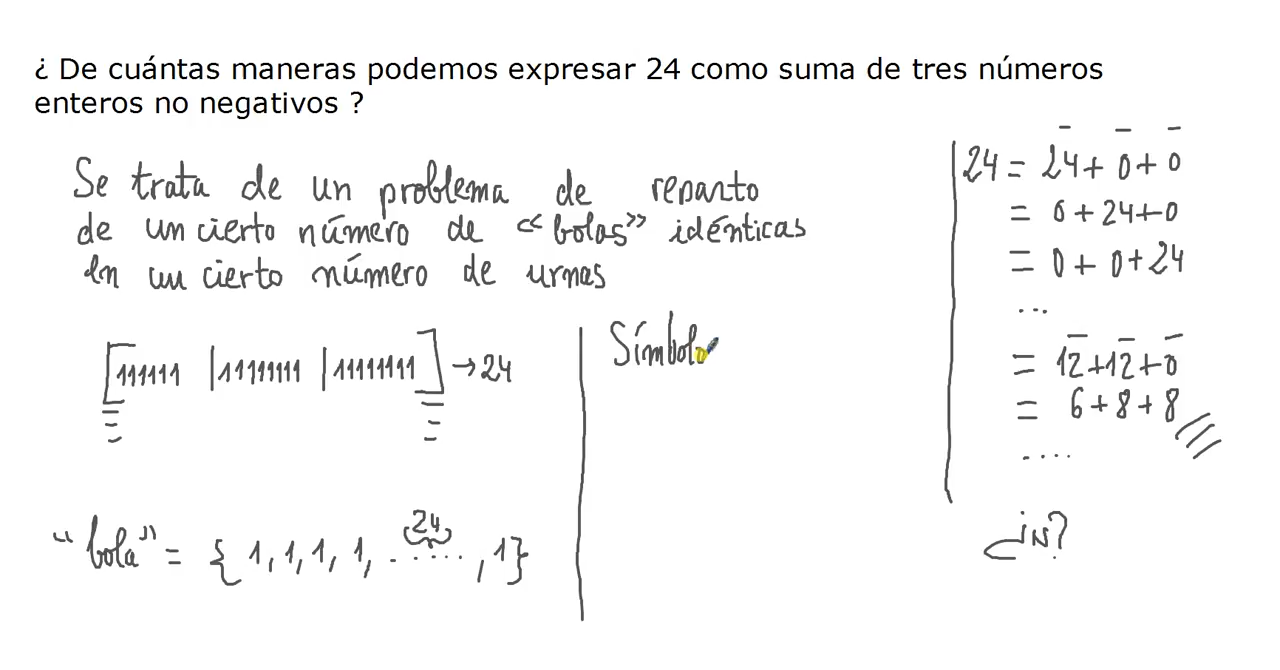 ¿ De cuántas maneras podemos expresar 24 como suma de tres números
enteros no negativos ?
Se trata de un problema de reparto
de un cierto número de «bolas» idénticas
en un cierto número de urnas
[111111 |11111111 |11111111] → 24
"bola" = { 1, 1, 1, 1, ...24..., 1}
Símbolo
24 = 24 + 0 + 0
= 0 + 24 + 0
= 0 + 0 + 24
...
= 12 + 12 + 0
= 6 + 8 + 8
....
¿N?